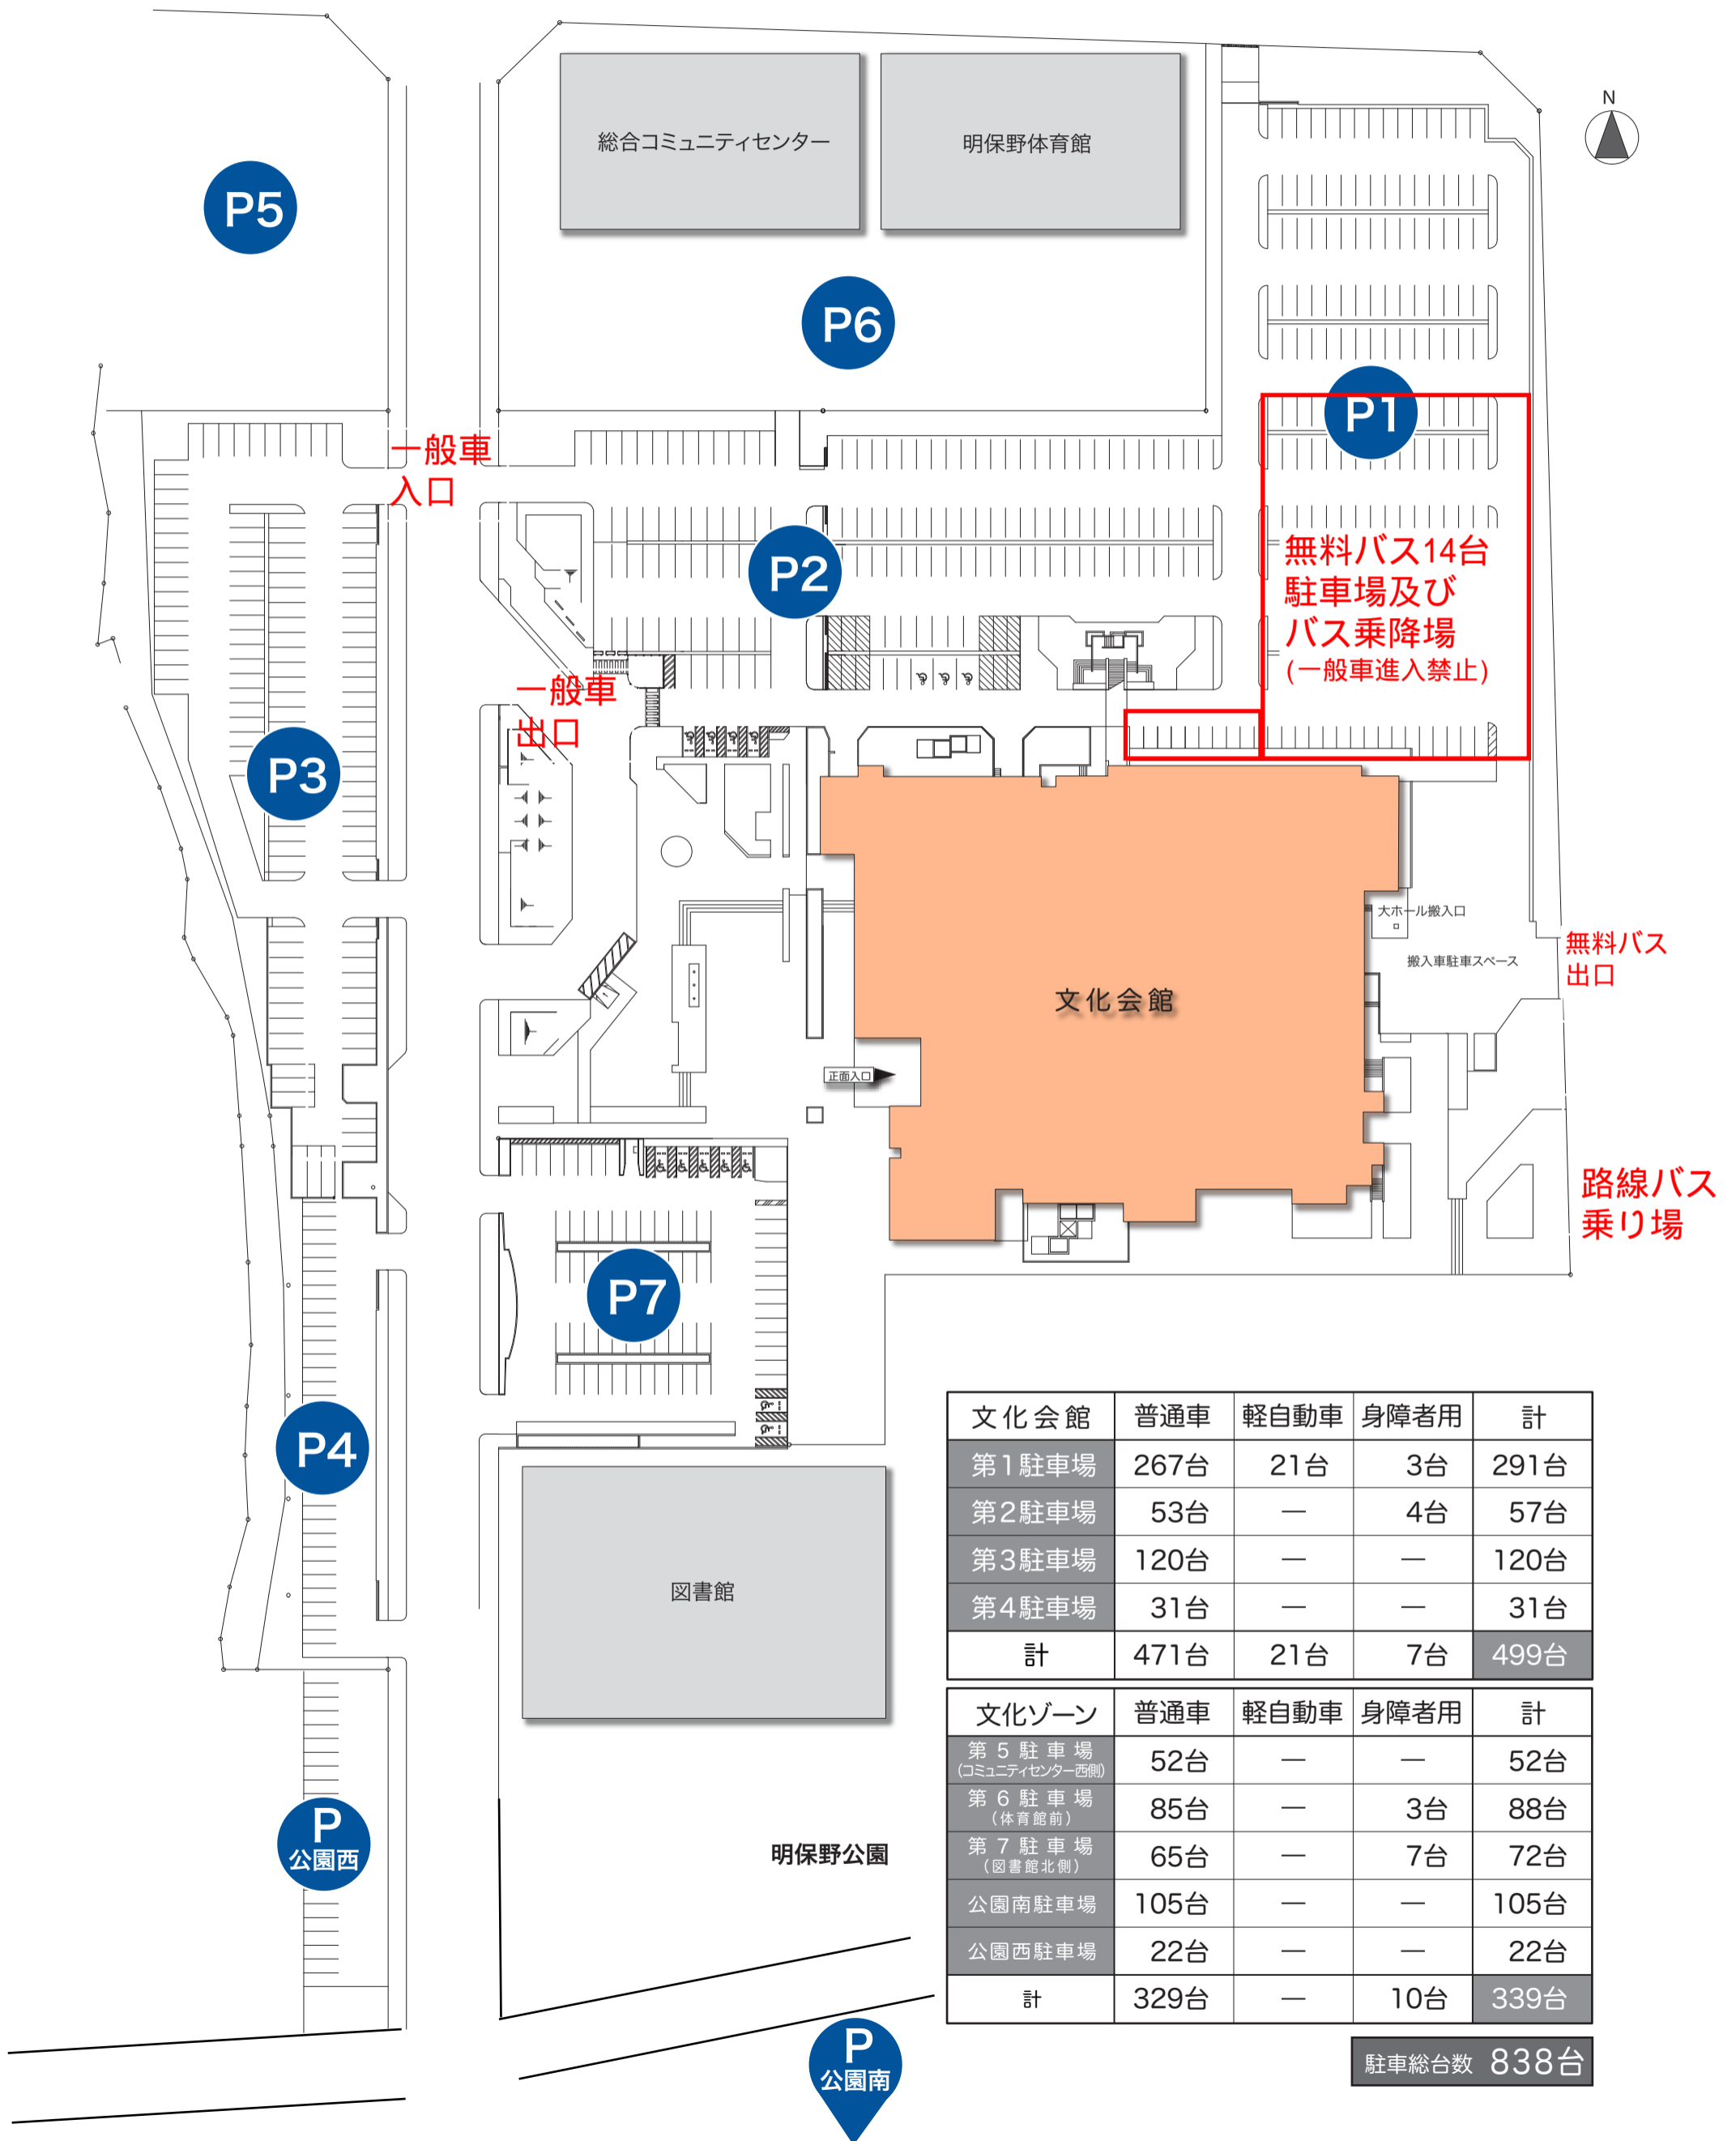 N
総合コミュニティセンター
明保野体育館
P5
P6
P1
一般車
入口
P2
無料バス14台
駐車場及び
バス乗降場
(一般車進入禁止)
一般車
出口
P3
大ホール搬入口
搬入車駐車スペース
無料バス
出口
文化会館
正面入口
路線バス
乗り場
P7
P4
図書館
P
公園西
明保野公園
P
公園南
文化会館 普通車 軽自動車 身障者用 計
第1駐車場 267台 21台 3台 291台
第2駐車場 53台 — 4台 57台
第3駐車場 120台 — — 120台
第4駐車場 31台 — — 31台
計 471台 21台 7台 499台
文化ゾーン 普通車 軽自動車 身障者用 計
第5駐車場 52台 — — 52台
(コミュニティセンター西側)
第6駐車場 85台 — 3台 88台
(体育館前)
第7駐車場 65台 — 7台 72台
(図書館北側)
公園南駐車場 105台 — — 105台
公園西駐車場 22台 — — 22台
計 329台 — 10台 339台
駐車総台数 838台